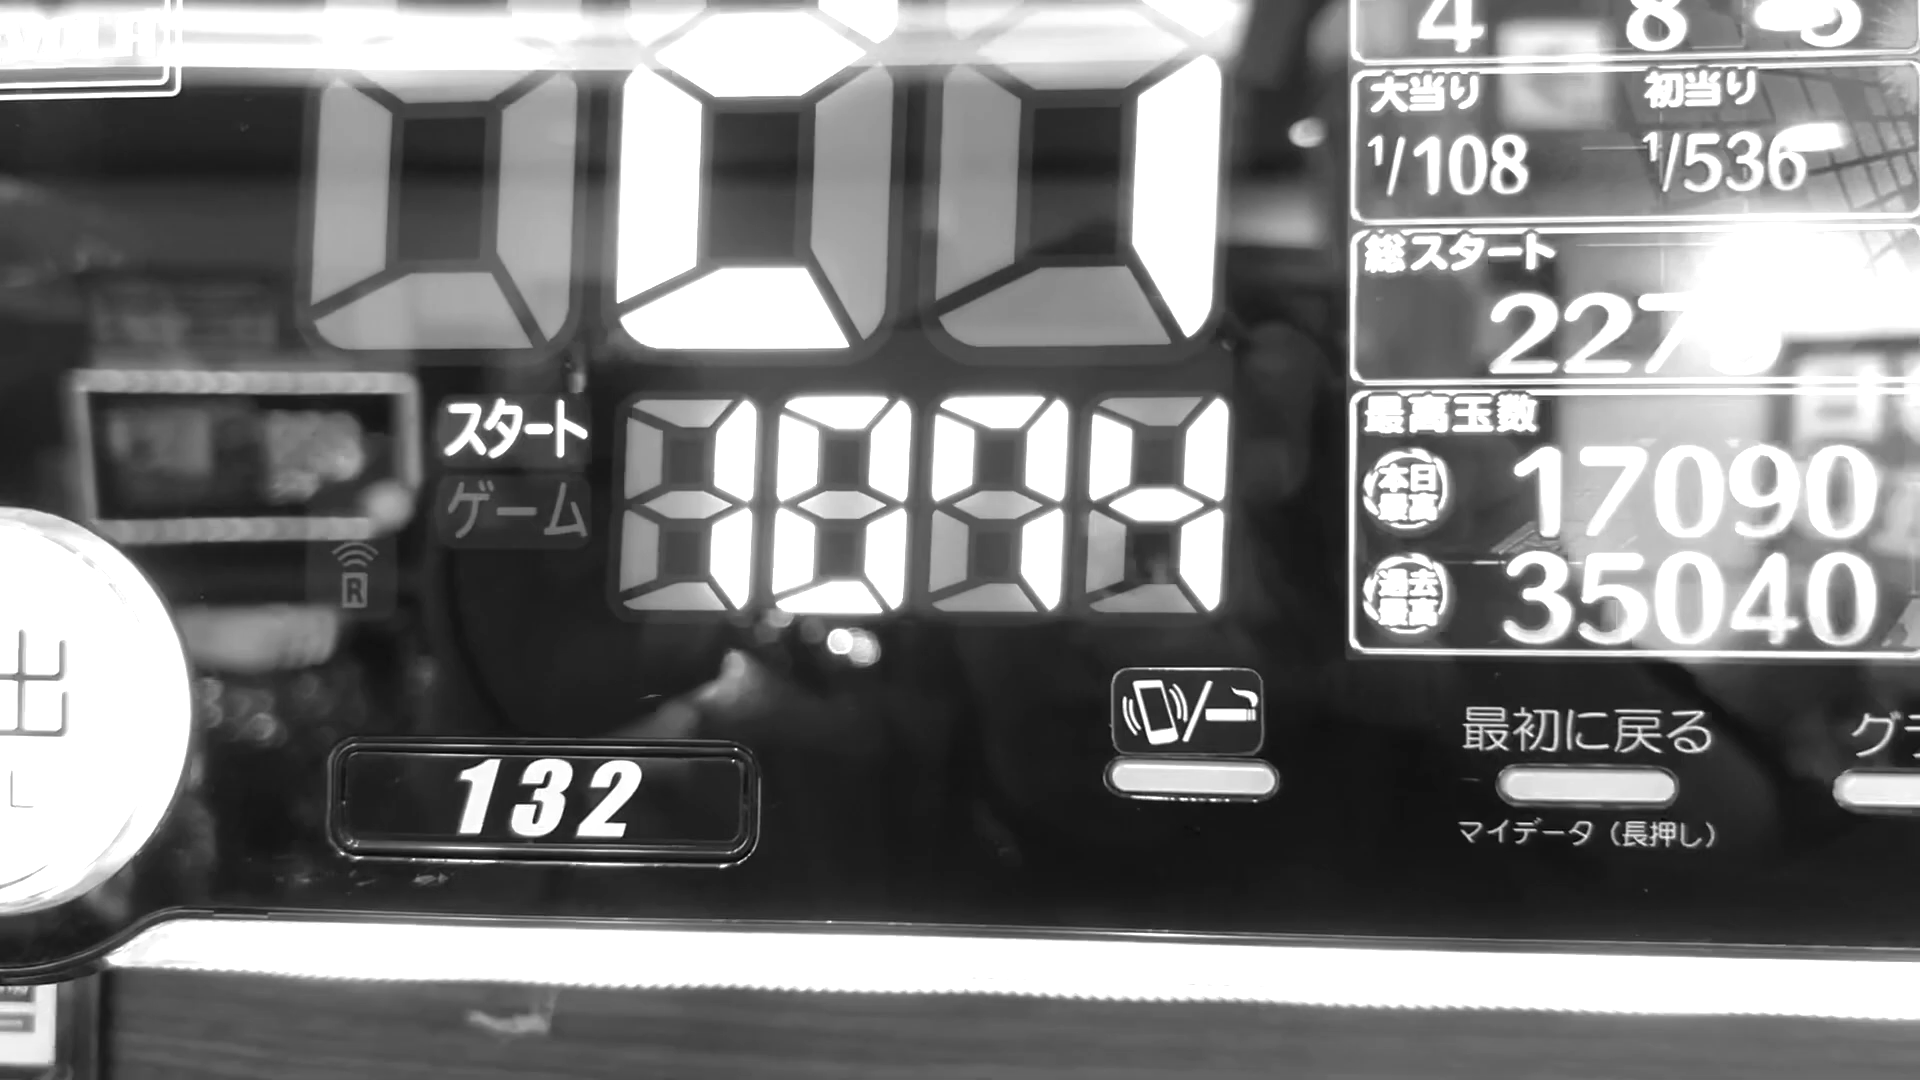 大当り 初当り
1/108 1/536
総スタート
最高玉数
本日最高 17090
過去最高 35040
スタート 1074
ゲーム
R
132
最初に戻る
マイデータ（長押し）